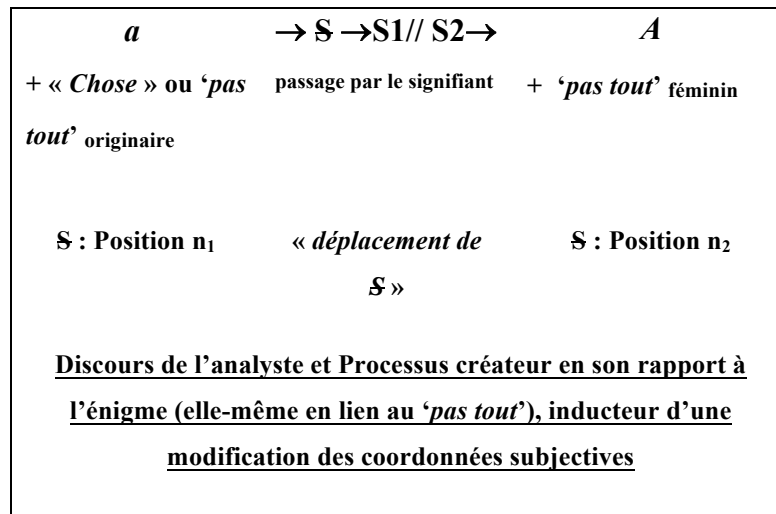 a → S̶ →S1// S2→ A
+ « Chose » ou ‘pas passage par le signifiant + ‘pas tout’ féminin
tout’ originaire
S̶ : Position n1 « déplacement de S̶ : Position n2
S̶ »
Discours de l’analyste et Processus créateur en son rapport à
l’énigme (elle-même en lien au ‘pas tout’), inducteur d’une
modification des coordonnées subjectives